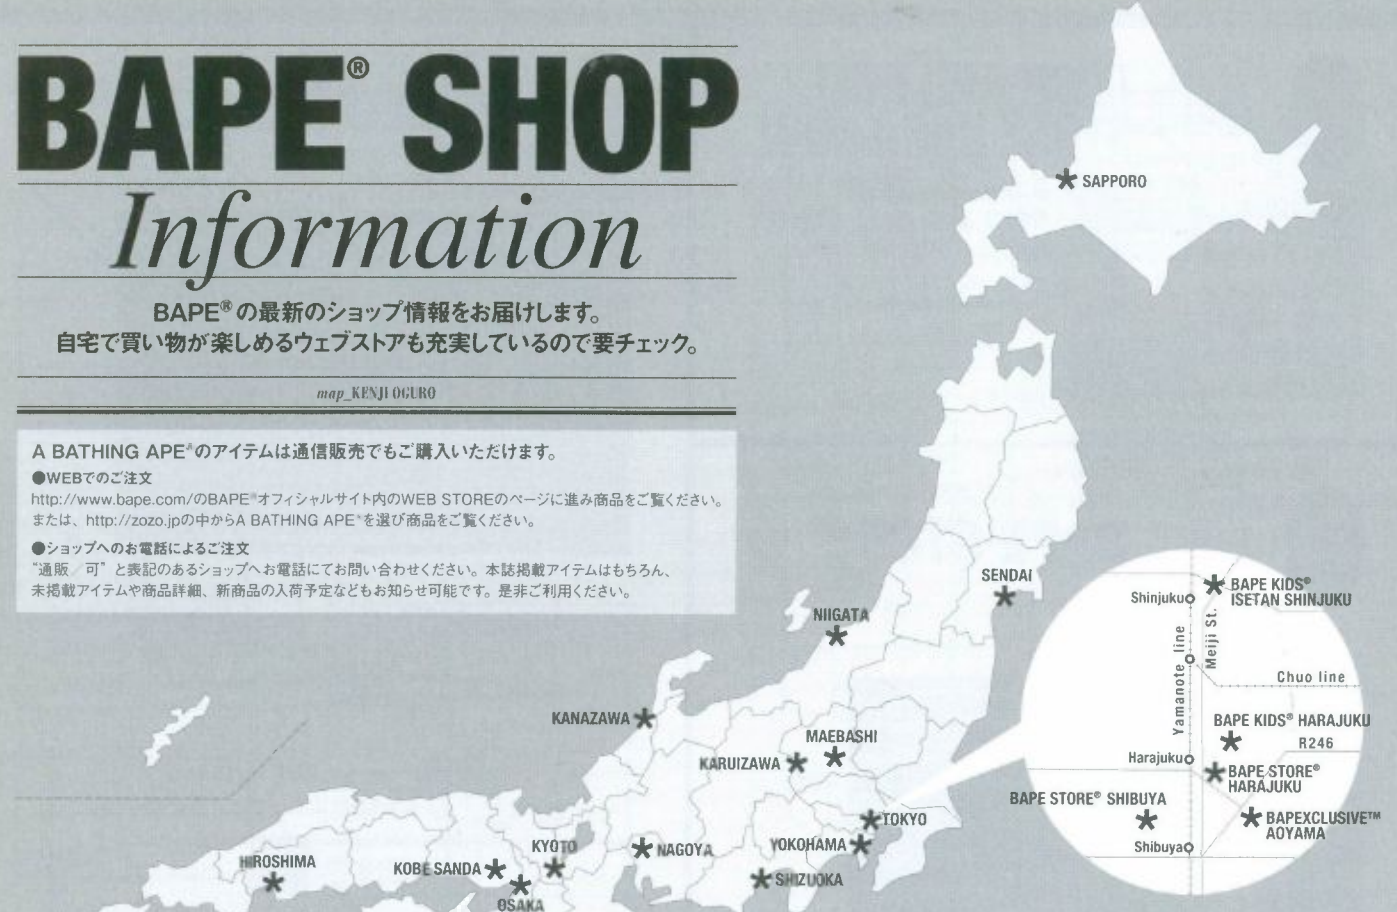 BAPE® SHOP
Information
BAPE®の最新のショップ情報をお届けします。
自宅で買い物が楽しめるウェブストアも充実しているので要チェック。
map_KENJI OGURO
A BATHING APE®のアイテムは通信販売でもご購入いただけます。
●WEBでのご注文
http://www.bape.com/のBAPE®オフィシャルサイト内のWEB STOREのページに進み商品をご覧ください。
または、http://zozo.jpの中からA BATHING APE®を選び商品をご覧ください。
●ショップへのお電話によるご注文
“通販／可”と表記のあるショップへお電話にてお問い合わせください。本誌掲載アイテムはもちろん、
未掲載アイテムや商品詳細、新商品の入荷予定などもお知らせ可能です。是非ご利用ください。
SAPPORO
SENDAI
NIIGATA
KANAZAWA
MAEBASHI
KARUIZAWA
TOKYO
YOKOHAMA
SHIZUOKA
NAGOYA
KYOTO
KOBE SANDA
OSAKA
HIROSHIMA
Shinjuku
BAPE KIDS®
ISETAN SHINJUKU
Yamanote line
Meiji St.
Chuo line
BAPE KIDS® HARAJUKU
R246
Harajuku
BAPE STORE®
HARAJUKU
BAPE STORE® SHIBUYA
BAPEXCLUSIVE™
AOYAMA
Shibuya